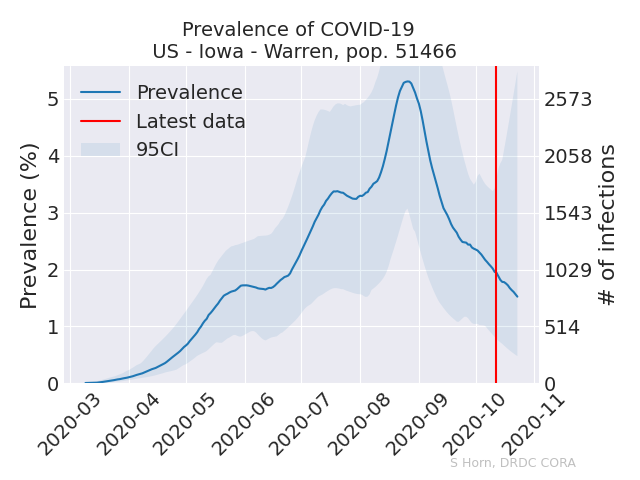 Prevalence of COVID-19
US - Iowa - Warren, pop. 51466
Prevalence
Latest data
95CI
Prevalence (%)
5
4
3
2
1
0
2573
2058
1543
1029
514
0
# of infections
2020-03
2020-04
2020-05
2020-06
2020-07
2020-08
2020-09
2020-10
2020-11
S Horn, DRDC CORA